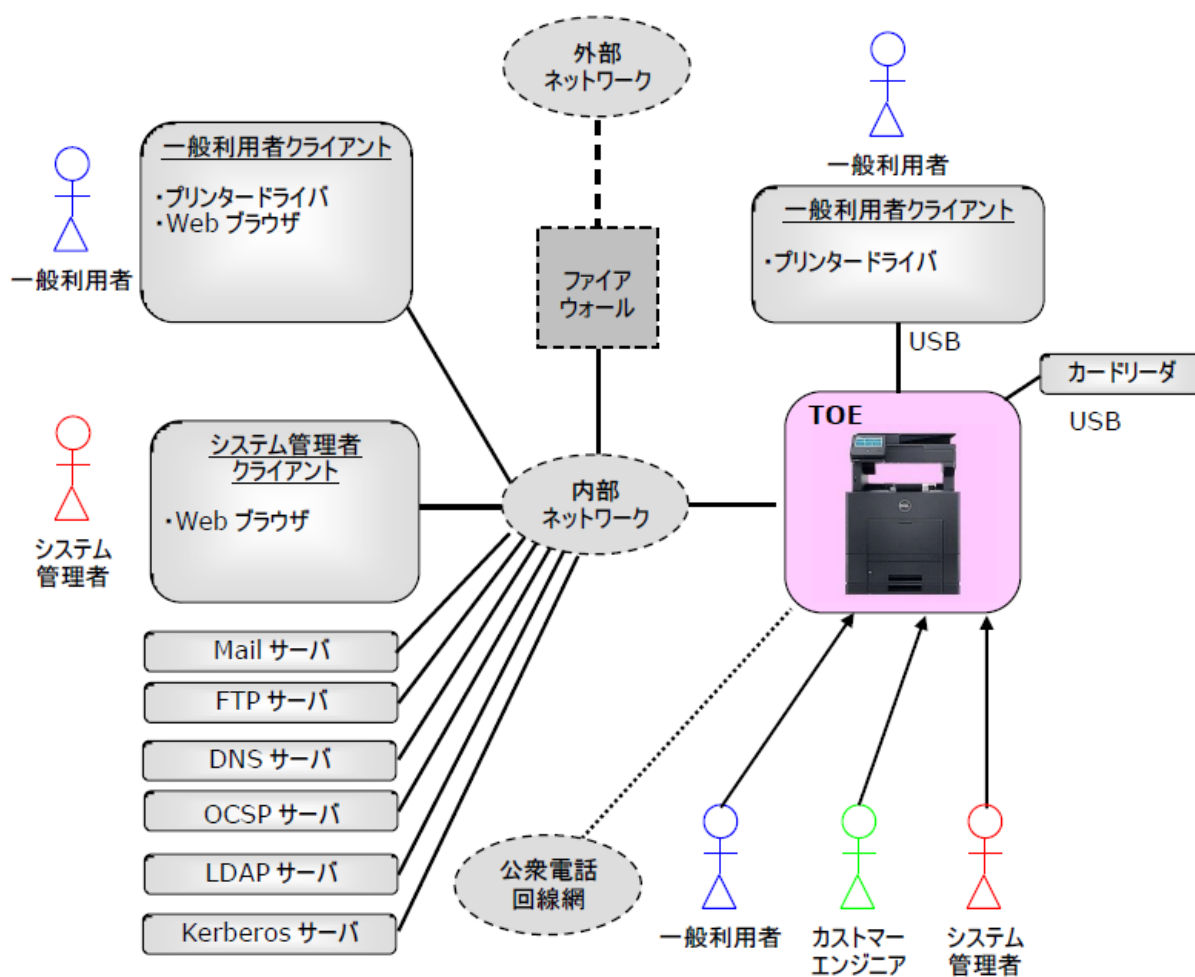 外部
ネットワーク
一般利用者
一般利用者クライアント
・プリンタードライバ
・Web ブラウザ
一般利用者
ファイア
ウォール
一般利用者クライアント
・プリンタードライバ
USB
カードリーダ
USB
TOE
システム管理者
クライアント
・Web ブラウザ
システム
管理者
内部
ネットワーク
Mail サーバ
FTP サーバ
DNS サーバ
OCSP サーバ
LDAP サーバ
Kerberos サーバ
公衆電話
回線網
一般利用者
カストマー
エンジニア
システム
管理者